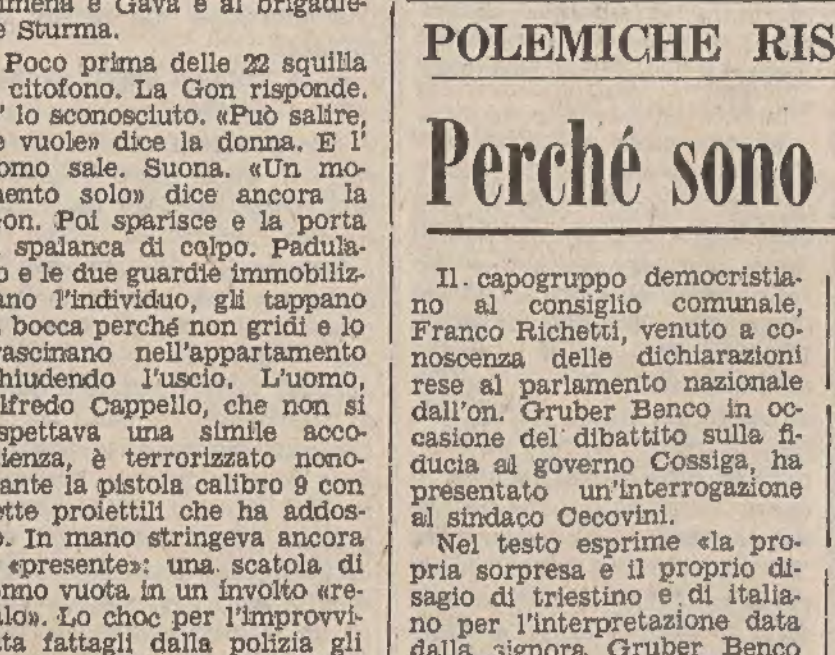 e Gava e al brigadie-
e Sturma.
Poco prima delle 22 squilla
citofono. La Gon risponde.
' lo sconosciuto. «Può salire,
e vuole» dice la donna. E l'
omo sale. Suona. «Un mo-
mento solo» dice ancora la
on. Poi sparisce e la porta
spalanca di colpo. Padula-
o e le due guardie immobiliz-
ano l'individuo, gli tappano
bocca perché non gridi e lo
rascinano nell'appartamento
hiudendo l'uscio. L'uomo,
lfredo Cappello, che non si
spettava una simile acco-
ienza, è terrorizzato nono-
ante la pistola calibro 9 con
ette proiettili che ha addos-
o. In mano stringeva ancora
«presente»: una scatola di
onno vuota in un involto «re-
alo». Lo choc per l'improvvi-
ta fattagli dalla polizia gli
POLEMICHE RIS
Perché sono
Il capogruppo democristia-
no al consiglio comunale,
Franco Richetti, venuto a co-
noscenza delle dichiarazioni
rese al parlamento nazionale
dall'on. Gruber Benco in oc-
casione del dibattito sulla fi-
ducia al governo Cossiga, ha
presentato un'interrogazione
al sindaco Cecovini.
Nel testo esprime «la pro-
pria sorpresa e il proprio di-
sagio di triestino e di italia-
no per l'interpretazione data
dalla signora Gruber Benco